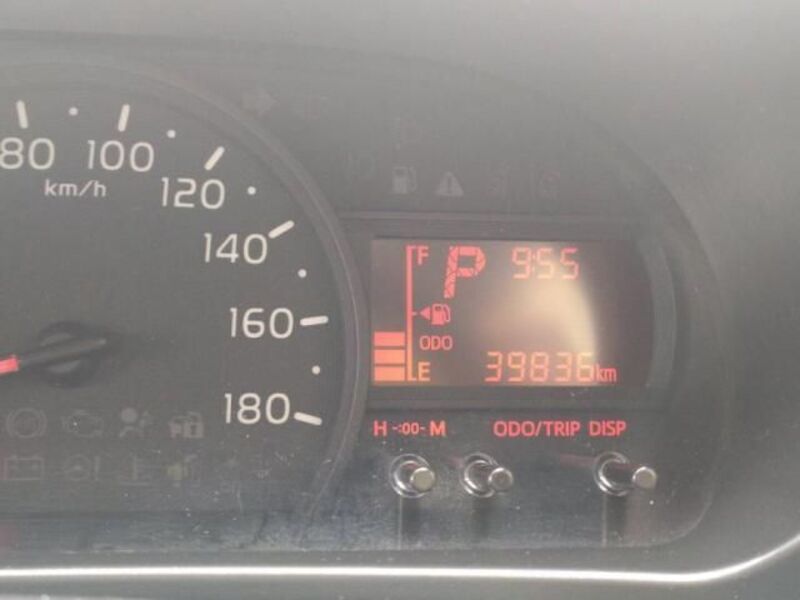 80
100
km/h
120
140
160
180
F
P
9:55
ODO
E
39836km
H -:00- M
ODO/TRIP DISP